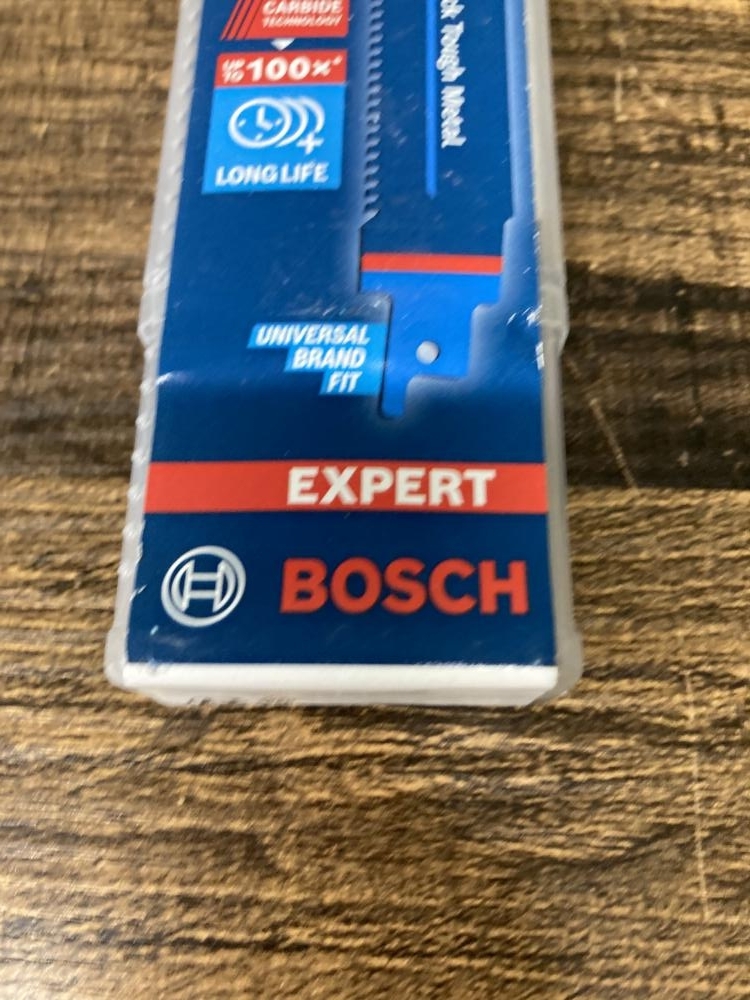 CARBIDE
TECHNOLOGY
UP TO 100x*
LONG LIFE
Tough Metal
UNIVERSAL
BRAND
FIT
EXPERT
BOSCH